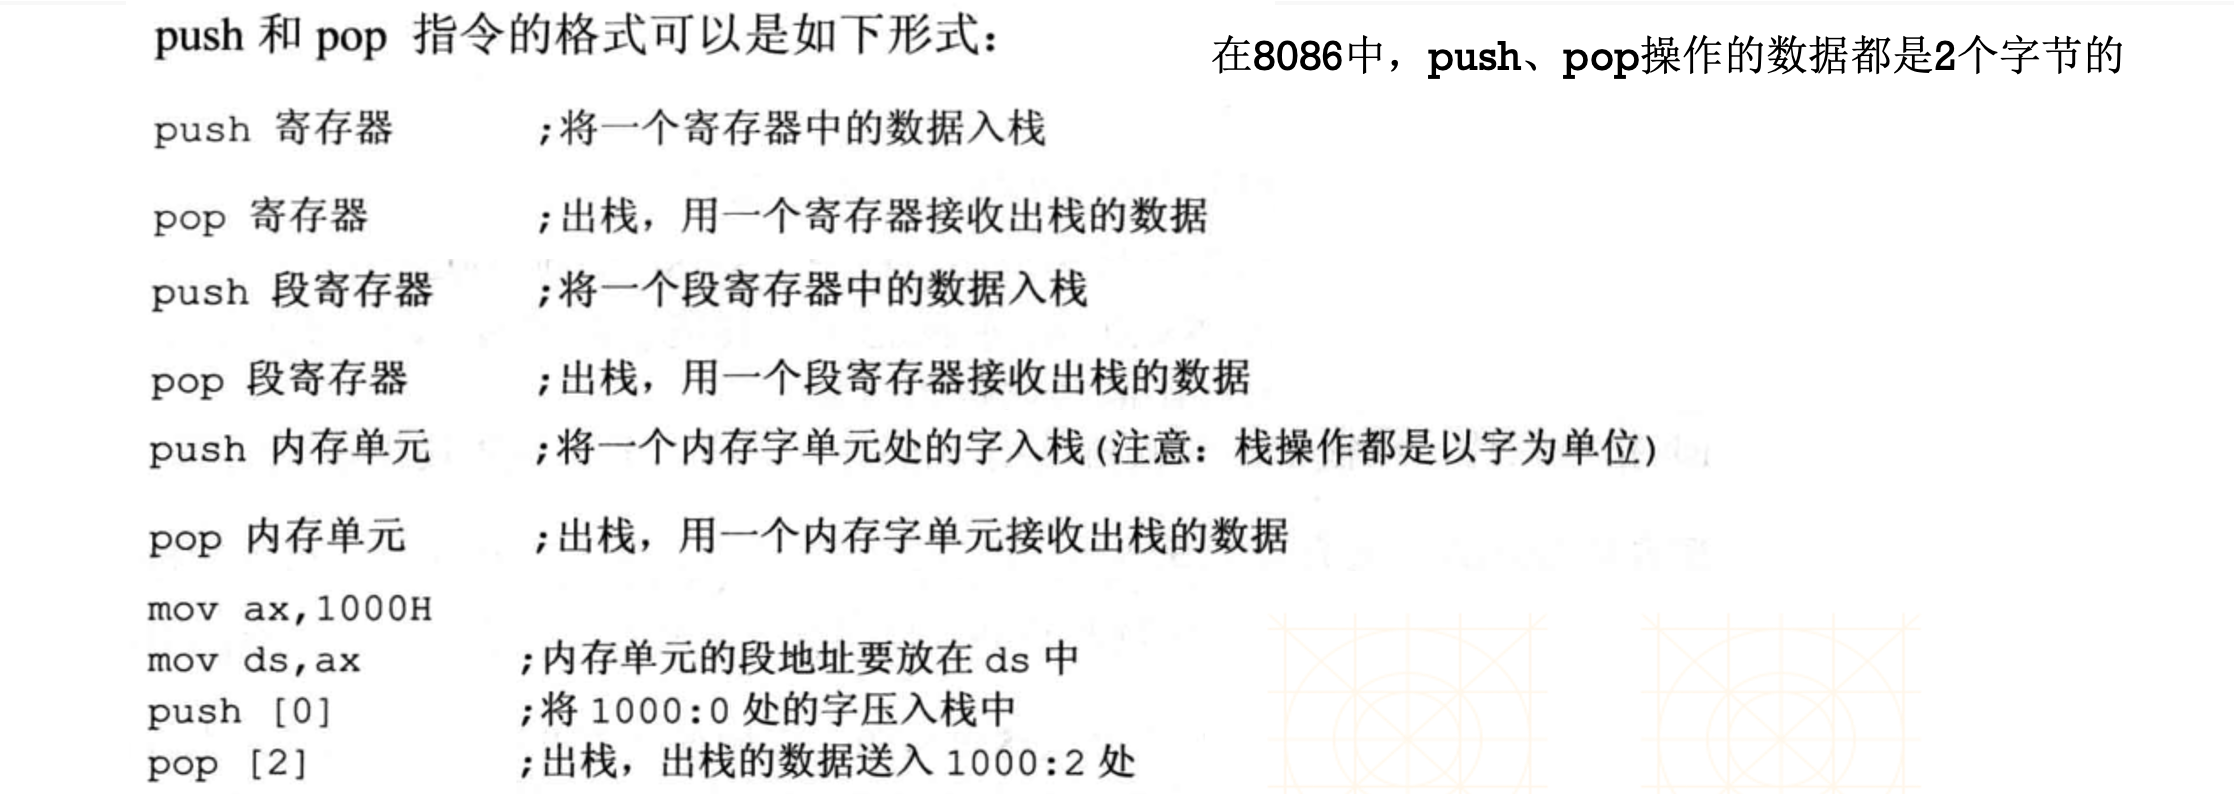 push 和 pop 指令的格式可以是如下形式：
在8086中，push、pop操作的数据都是2个字节的
push 寄存器 ;将一个寄存器中的数据入栈
pop 寄存器 ;出栈，用一个寄存器接收出栈的数据
push 段寄存器 ;将一个段寄存器中的数据入栈
pop 段寄存器 ;出栈，用一个段寄存器接收出栈的数据
push 内存单元 ;将一个内存字单元处的字入栈(注意：栈操作都是以字为单位)
pop 内存单元 ;出栈，用一个内存字单元接收出栈的数据
mov ax,1000H
mov ds,ax ;内存单元的段地址要放在 ds 中
push [0] ;将 1000:0 处的字压入栈中
pop [2] ;出栈，出栈的数据送入 1000:2 处